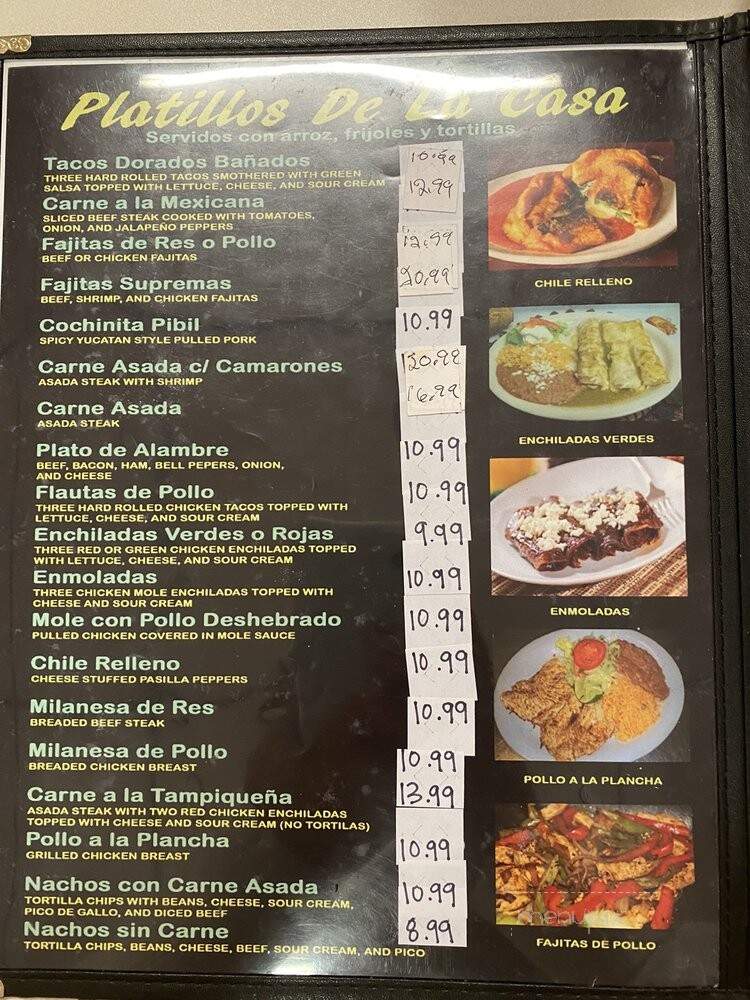 Platillos De La Casa
Servidos con arroz, frijoles y tortillas
Tacos Dorados Bañados 10.99
THREE HARD ROLLED TACOS SMOTHERED WITH GREEN
SALSA TOPPED WITH LETTUCE, CHEESE, AND SOUR CREAM
Carne a la Mexicana 12.99
SLICED BEEF STEAK COOKED WITH TOMATOES,
ONION, AND JALAPEÑO PEPPERS
Fajitas de Res o Pollo 12.99
BEEF OR CHICKEN FAJITAS
Fajitas Supremas 20.99
BEEF, SHRIMP, AND CHICKEN FAJITAS
Cochinita Pibil 10.99
SPICY YUCATAN STYLE PULLED PORK
Carne Asada c/ Camarones 20.99
ASADA STEAK WITH SHRIMP
Carne Asada 16.99
ASADA STEAK
Plato de Alambre 10.99
BEEF, BACON, HAM, BELL PEPERS, ONION,
AND CHEESE
Flautas de Pollo 10.99
THREE HARD ROLLED CHICKEN TACOS TOPPED WITH
LETTUCE, CHEESE, AND SOUR CREAM
Enchiladas Verdes o Rojas 9.99
THREE RED OR GREEN CHICKEN ENCHILADAS TOPPED
WITH LETTUCE, CHEESE, AND SOUR CREAM
Enmoladas 10.99
THREE CHICKEN MOLE ENCHILADAS TOPPED WITH
CHEESE AND SOUR CREAM
Mole con Pollo Deshebrado 10.99
PULLED CHICKEN COVERED IN MOLE SAUCE
Chile Relleno 10.99
CHEESE STUFFED PASILLA PEPPERS
Milanesa de Res 10.99
BREADED BEEF STEAK
Milanesa de Pollo 10.99
BREADED CHICKEN BREAST
Carne a la Tampiqueña 13.99
ASADA STEAK WITH TWO RED CHICKEN ENCHILADAS
TOPPED WITH CHEESE AND SOUR CREAM (NO TORTILAS)
Pollo a la Plancha 10.99
GRILLED CHICKEN BREAST
Nachos con Carne Asada 10.99
TORTILLA CHIPS WITH BEANS, CHEESE, SOUR CREAM,
PICO DE GALLO, AND DICED BEEF
Nachos sin Carne 8.99
TORTILLA CHIPS, BEANS, CHEESE, BEEF, SOUR CREAM, AND PICO
CHILE RELLENO
ENCHILADAS VERDES
ENMOLADAS
POLLO A LA PLANCHA
FAJITAS DE POLLO